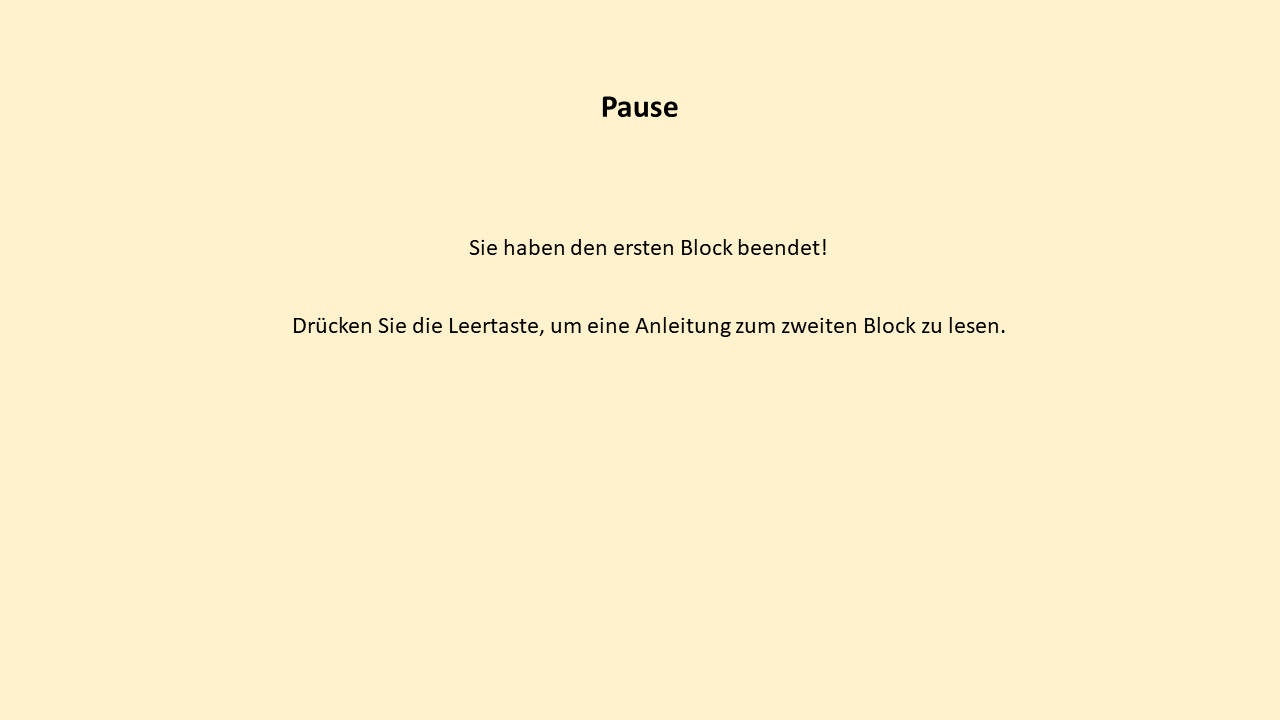 Pause
Sie haben den ersten Block beendet!
Drücken Sie die Leertaste, um eine Anleitung zum zweiten Block zu lesen.